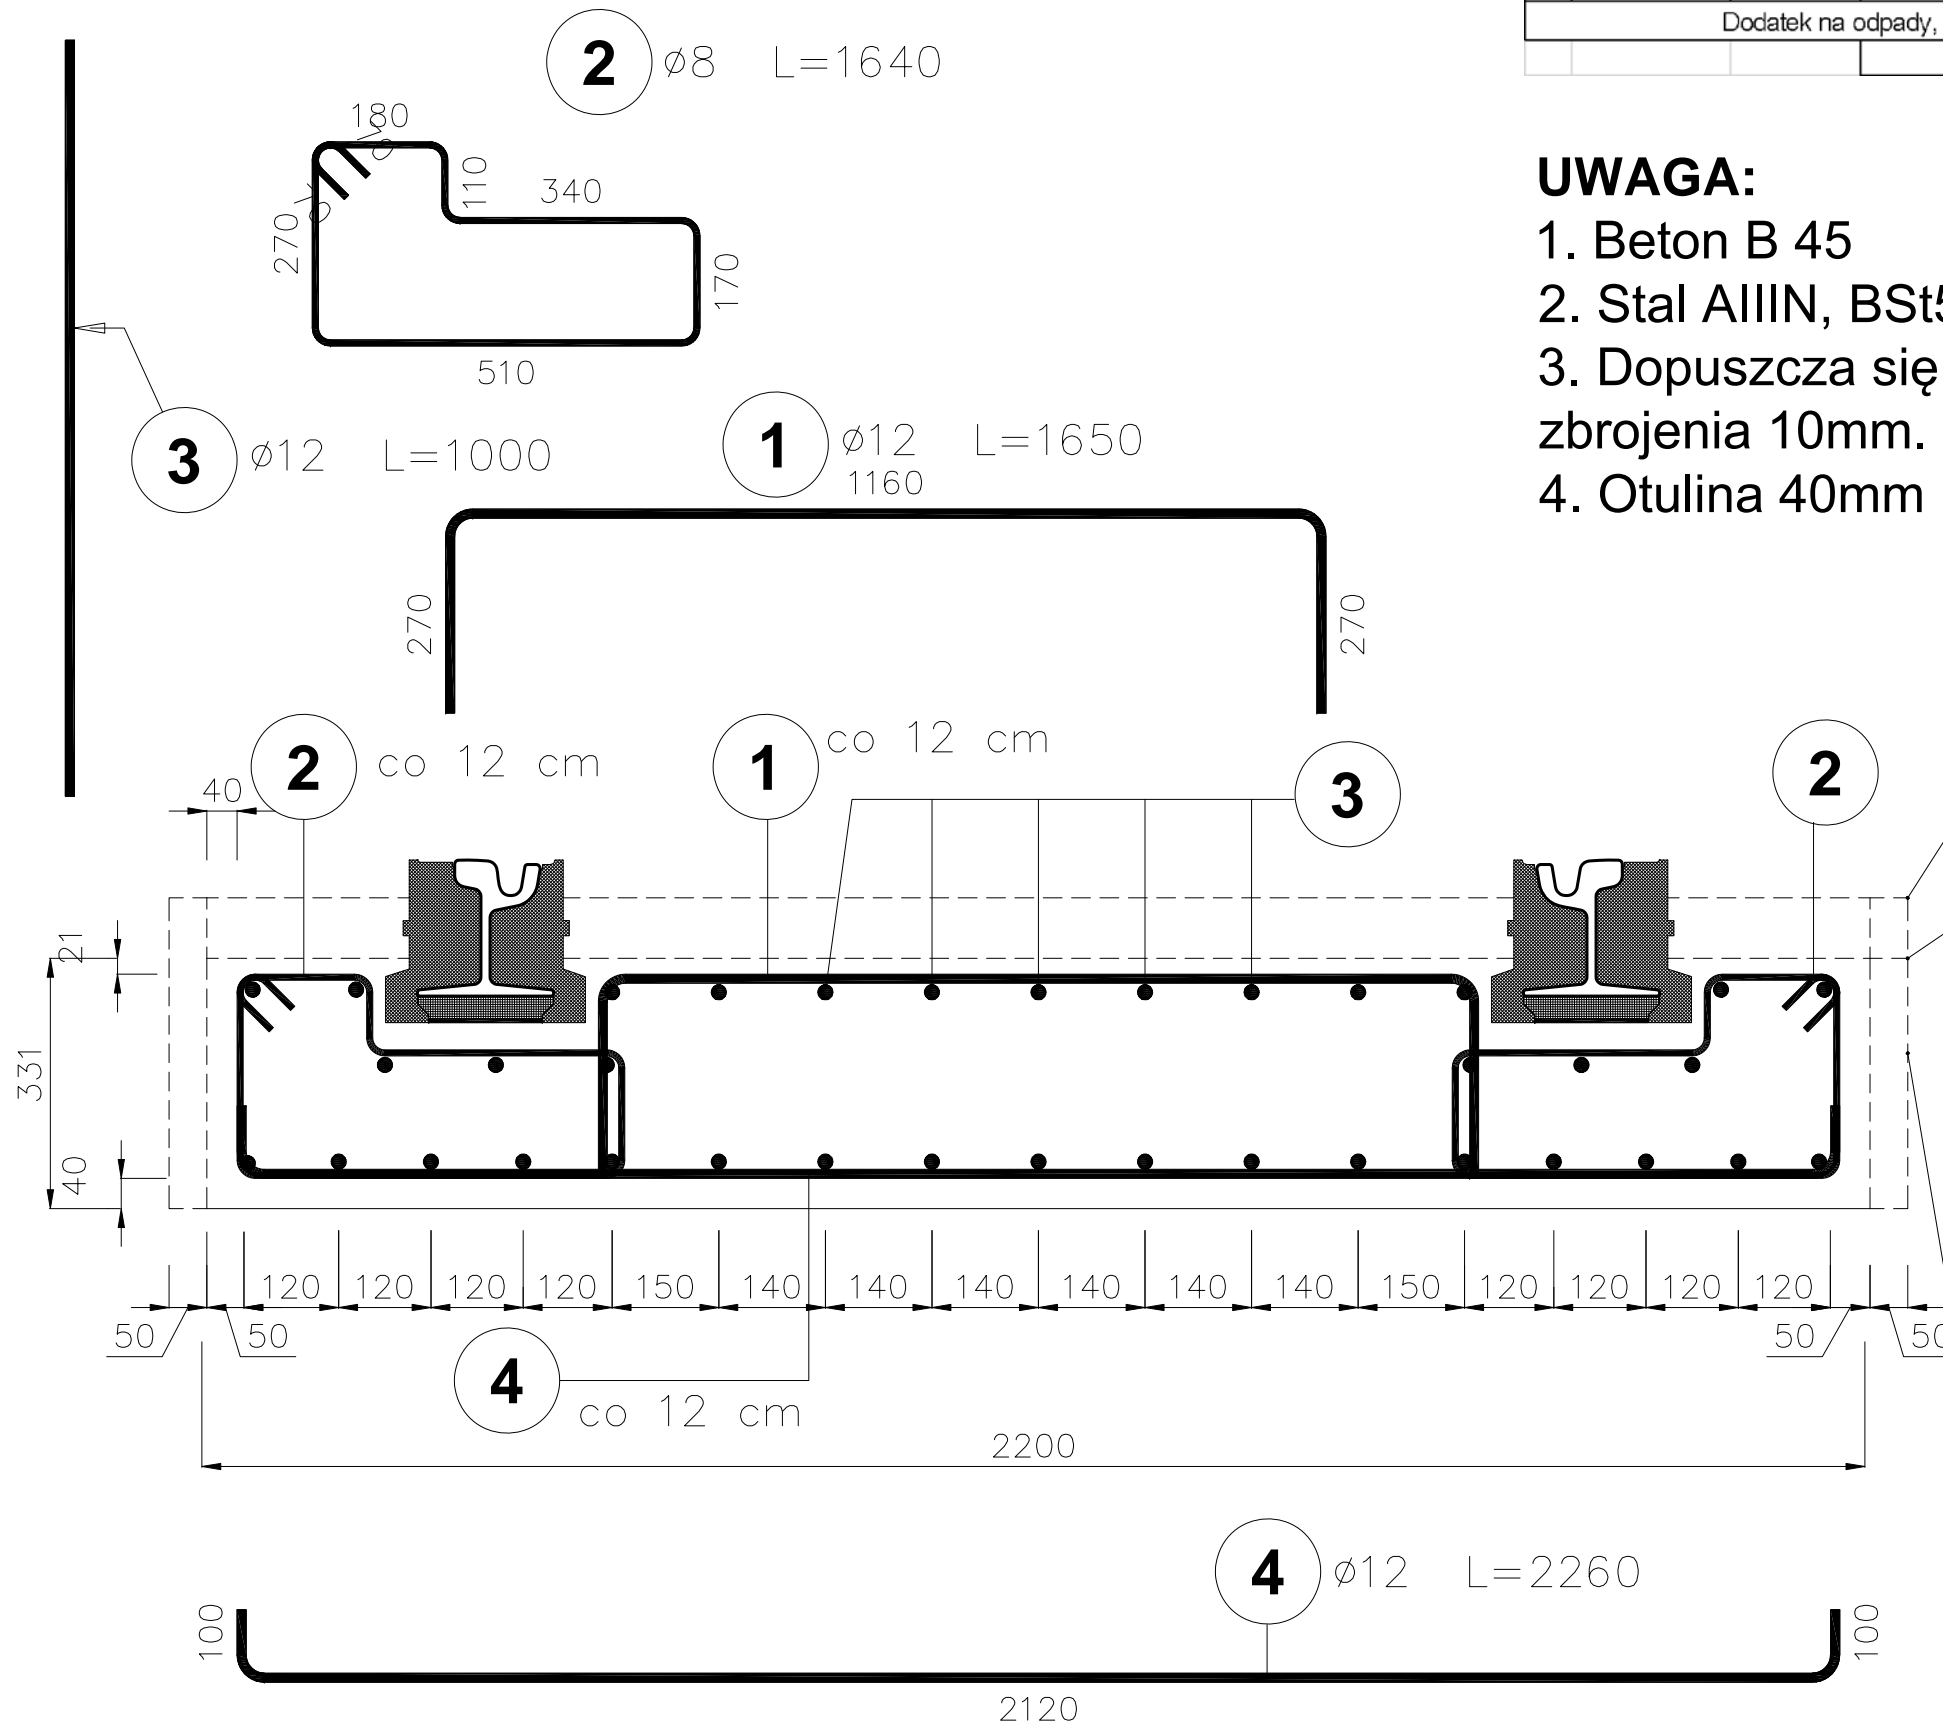 Dodatek na odpady,
2 ø8 L=1640
180
110
340
270
170
510
UWAGA:
1. Beton B 45
2. Stal AIIIN, BSt5
3. Dopuszcza się
zbrojenia 10mm.
4. Otulina 40mm
3 ø12 L=1000
1 ø12 L=1650
1160
270
270
2 co 12 cm
1 co 12 cm
3
2
40
21
331
40
120 120 120 120 150 140 140 140 140 140 140 150 120 120 120 120
50 50 50 50
4 co 12 cm
2200
4 ø12 L=2260
100 100
2120